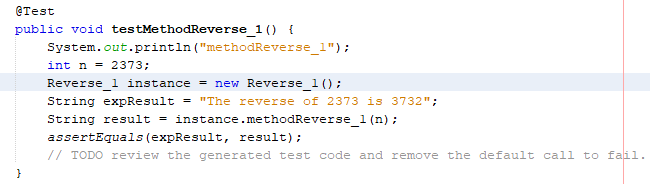 @Test
public void testMethodReverse_1() {
System.out.println("methodReverse_1");
int n = 2373;
Reverse_1 instance = new Reverse_1();
String expResult = "The reverse of 2373 is 3732";
String result = instance.methodReverse_1(n);
assertEquals(expResult, result);
// TODO review the generated test code and remove the default call to fail.
}